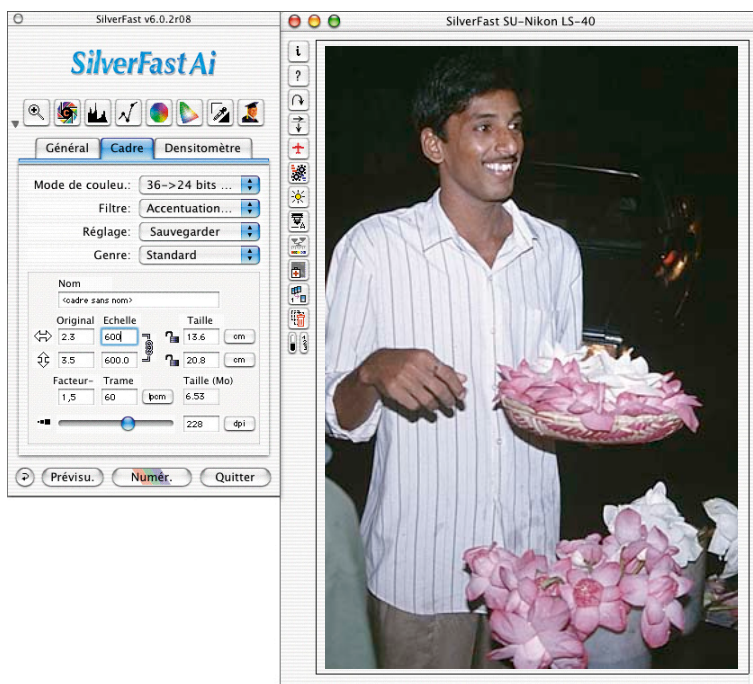 SilverFast v6.0.2r08
SilverFast Ai
Général Cadre Densitomètre
Mode de couleu.: 36->24 bits ...
Filtre: Accentuation...
Réglage: Sauvegarder
Genre: Standard
Nom
<cadre sans nom>
Original Echelle Taille
2.3 600 13.6 cm
3.5 600.0 20.8 cm
Facteur- Trame Taille (Mo)
1,5 60 lpcm 6.53
228 dpi
Prévisu. Numér. Quitter
SilverFast SU-Nikon LS-40
i
?